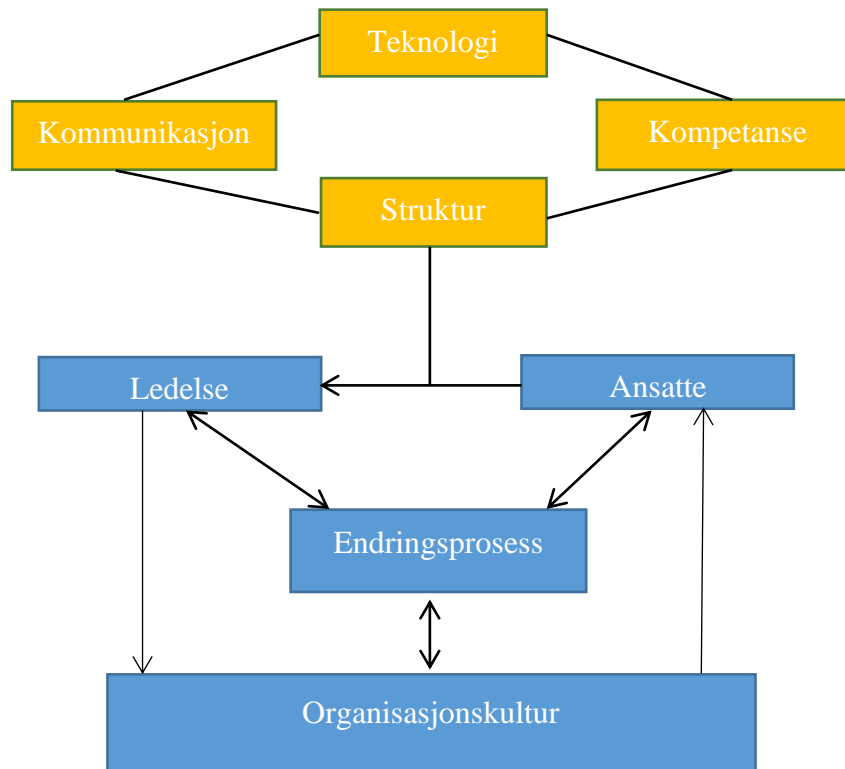 Teknologi
Kommunikasjon
Kompetanse
Struktur
Ledelse
Ansatte
Endringsprosess
Organisasjonskultur